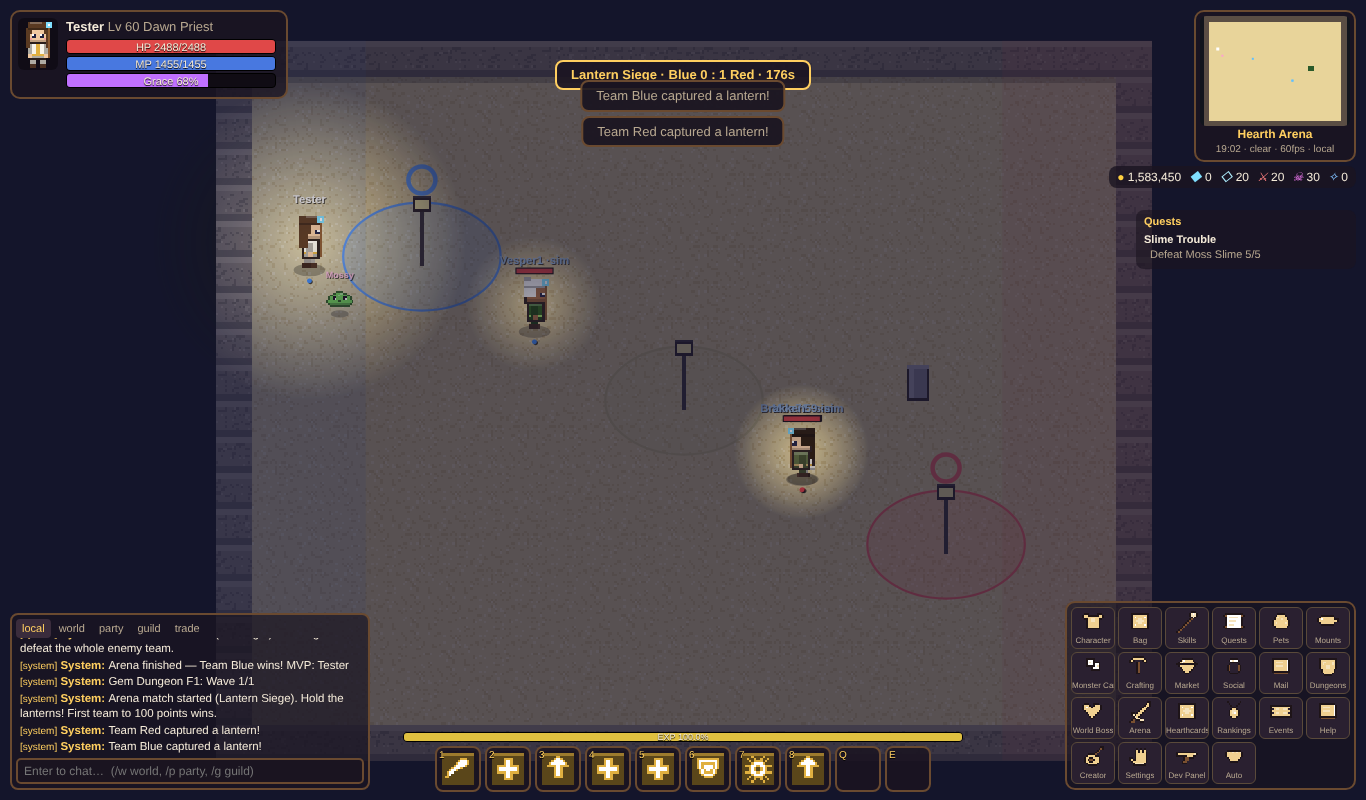 Tester Lv 60 Dawn Priest
HP 2488/2488
MP 1455/1455
Grace 68%
Lantern Siege · Blue 0 : 1 Red · 176s
Team Blue captured a lantern!
Team Red captured a lantern!
Hearth Arena
19:02 · clear · 60fps · local
1,583,450 0 20 20 30 0
Quests
Slime Trouble
Defeat Moss Slime 5/5
Tester
Mossy
Vesper1 ·sim
local world party guild trade
defeat the whole enemy team.
[system] System: Arena finished — Team Blue wins! MVP: Tester
[system] System: Gem Dungeon F1: Wave 1/1
[system] System: Arena match started (Lantern Siege). Hold the
lanterns! First team to 100 points wins.
[system] System: Team Red captured a lantern!
[system] System: Team Blue captured a lantern!
Enter to chat… (/w world, /p party, /g guild)
EXP 100.0%
1 2 3 4 5 6 7 8 Q E
Character Bag Skills Quests Pets Mounts
Monster Ca Crafting Market Social Mail Dungeons
World Boss Arena Hearthcards Rankings Events Help
Creator Settings Dev Panel Auto